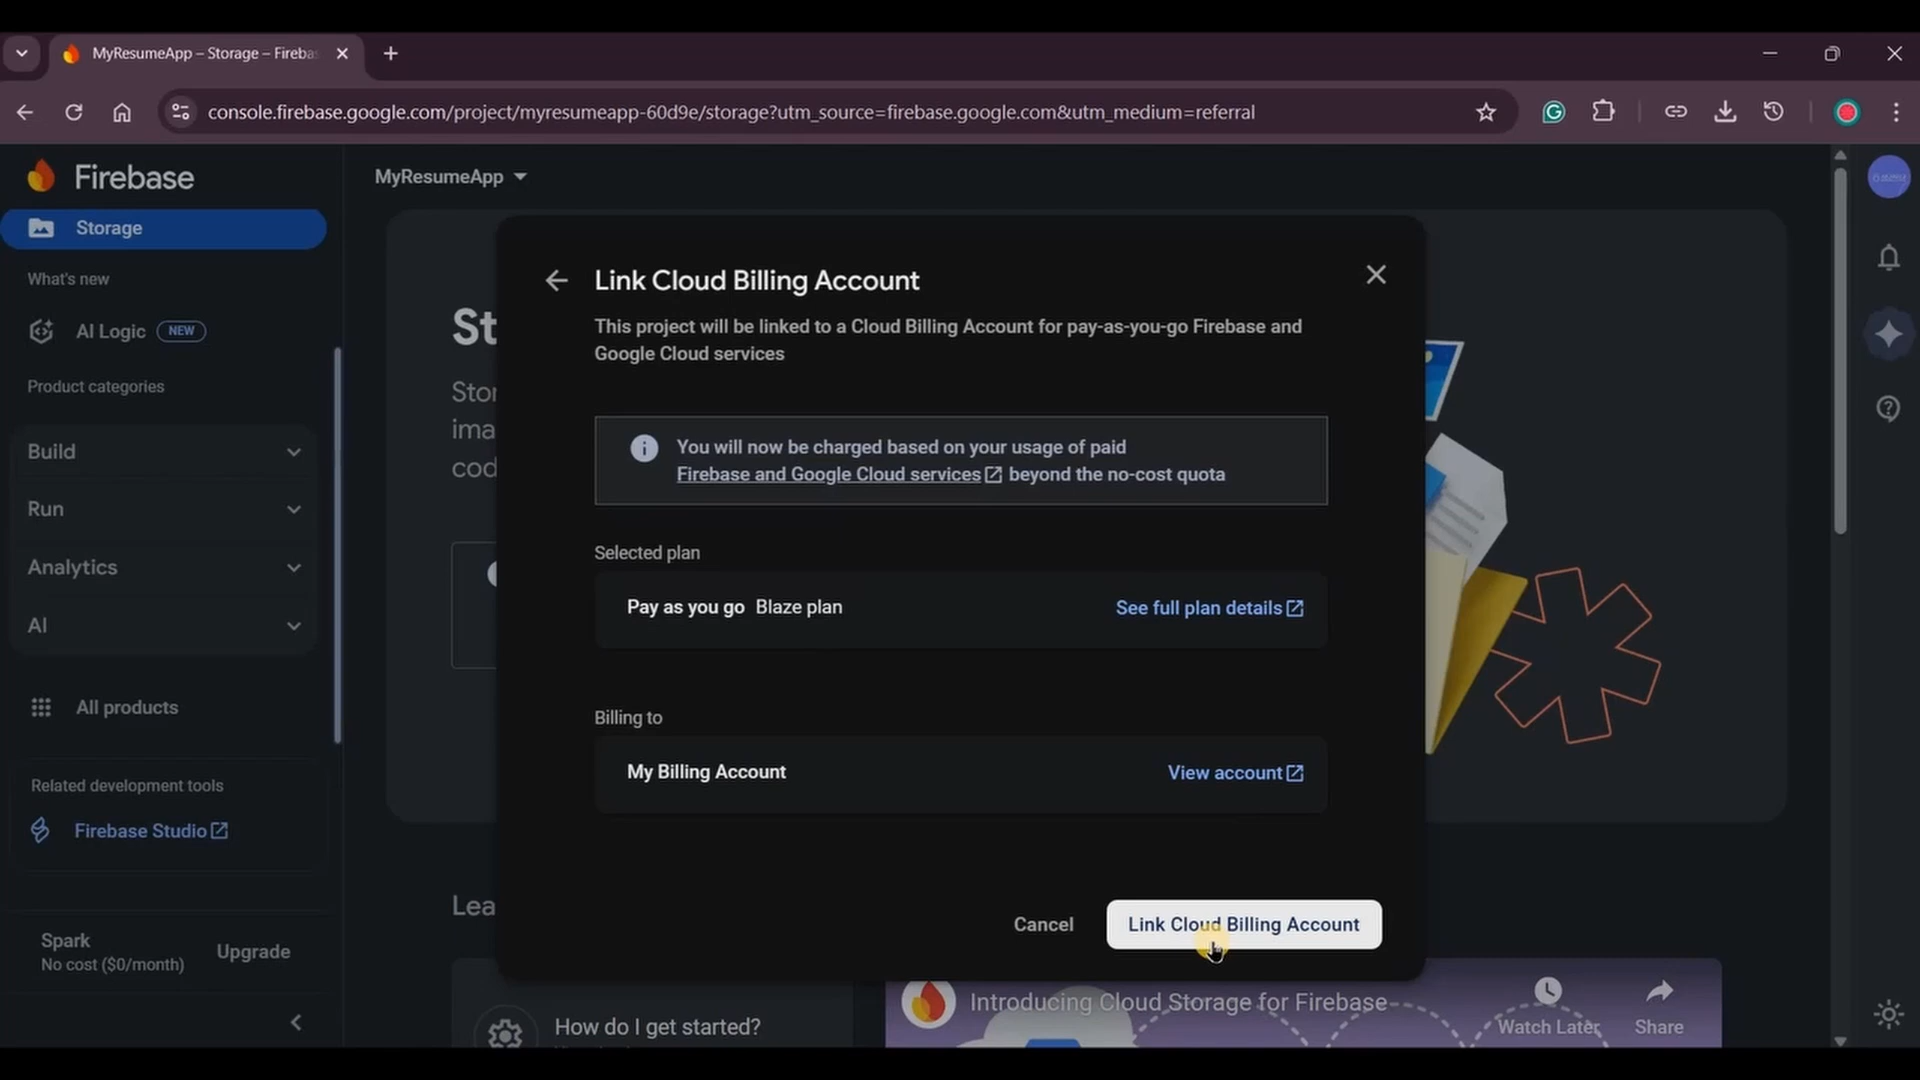 MyResumeApp – Storage – Fireba
console.firebase.google.com/project/myresumeapp-60d9e/storage?utm_source=firebase.google.com&utm_medium=referral
Firebase
MyResumeApp
Storage
What's new
AI Logic NEW
Product categories
Build
Run
Analytics
AI
All products
Related development tools
Firebase Studio
Spark
No cost ($0/month)
Upgrade
St
Stor
ima
cod
Link Cloud Billing Account
This project will be linked to a Cloud Billing Account for pay-as-you-go Firebase and
Google Cloud services
You will now be charged based on your usage of paid
Firebase and Google Cloud services beyond the no-cost quota
Selected plan
Pay as you go Blaze plan
See full plan details
Billing to
My Billing Account
View account
Cancel
Link Cloud Billing Account
Lea
How do I get started?
Introducing Cloud Storage for Firebase
Watch Later
Share